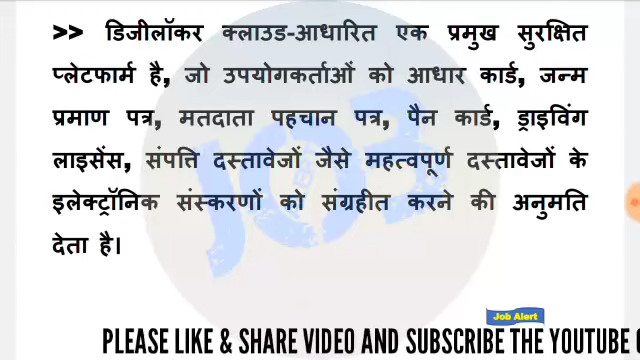 >> डिजीलॉकर क्लाउड-आधारित एक प्रमुख सुरक्षित
प्लेटफार्म है, जो उपयोगकर्ताओं को आधार कार्ड, जन्म
प्रमाण पत्र, मतदाता पहचान पत्र, पैन कार्ड, ड्राइविंग
लाइसेंस, संपत्ति दस्तावेजों जैसे महत्वपूर्ण दस्तावेजों के
इलेक्ट्रॉनिक संस्करणों को संग्रहीत करने की अनुमति
देता है।
JOB
Job Alert
PLEASE LIKE & SHARE VIDEO AND SUBSCRIBE THE YOUTUBE